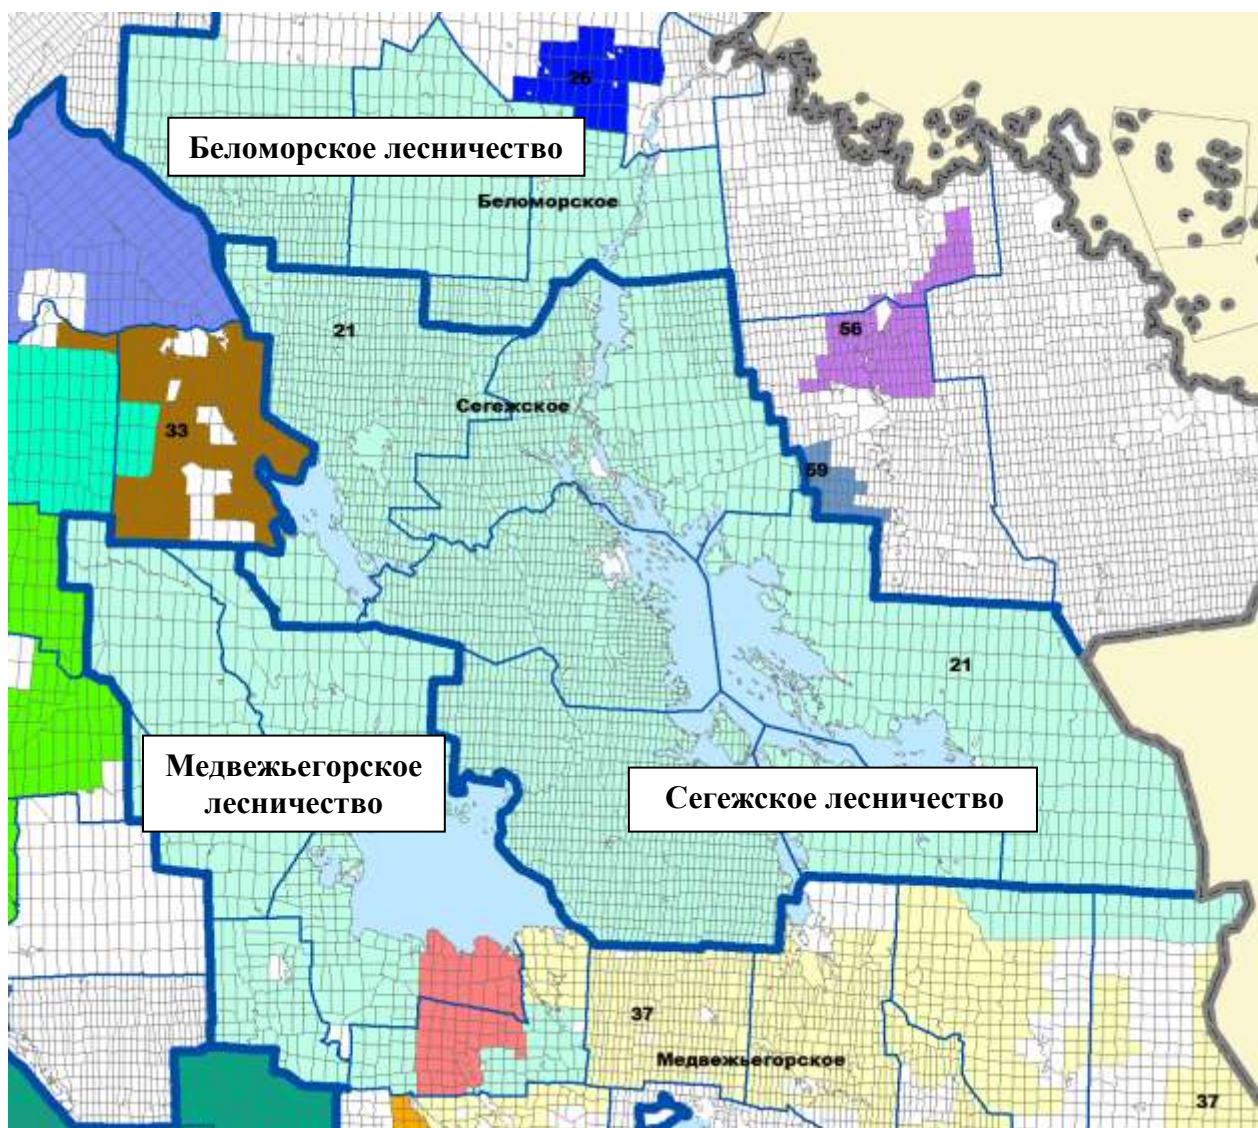 26
Беломорское лесничество
Беломорское
21
56
Сегежское
33
59
21
Медвежьегорское
лесничество
Сегежское лесничество
37
Медвежьегорское
37